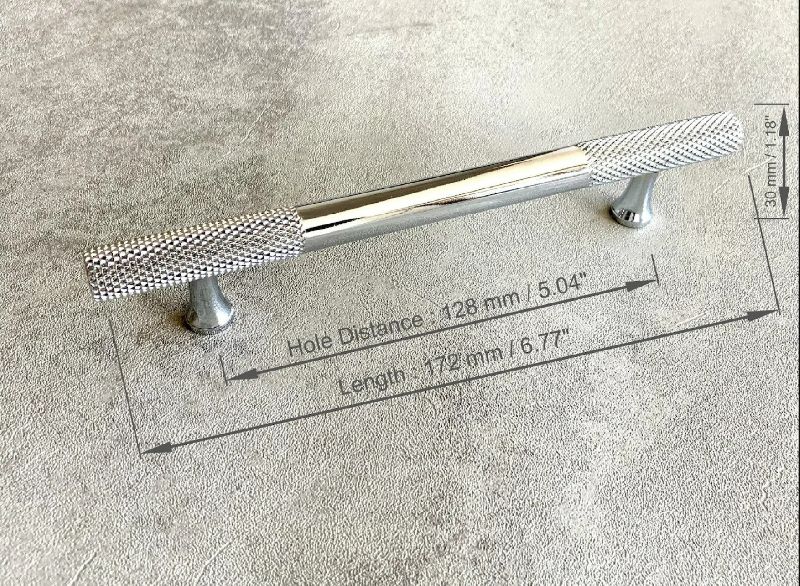 30 mm / 1.18"
Hole Distance : 128 mm / 5.04"
Length : 172 mm / 6.77"